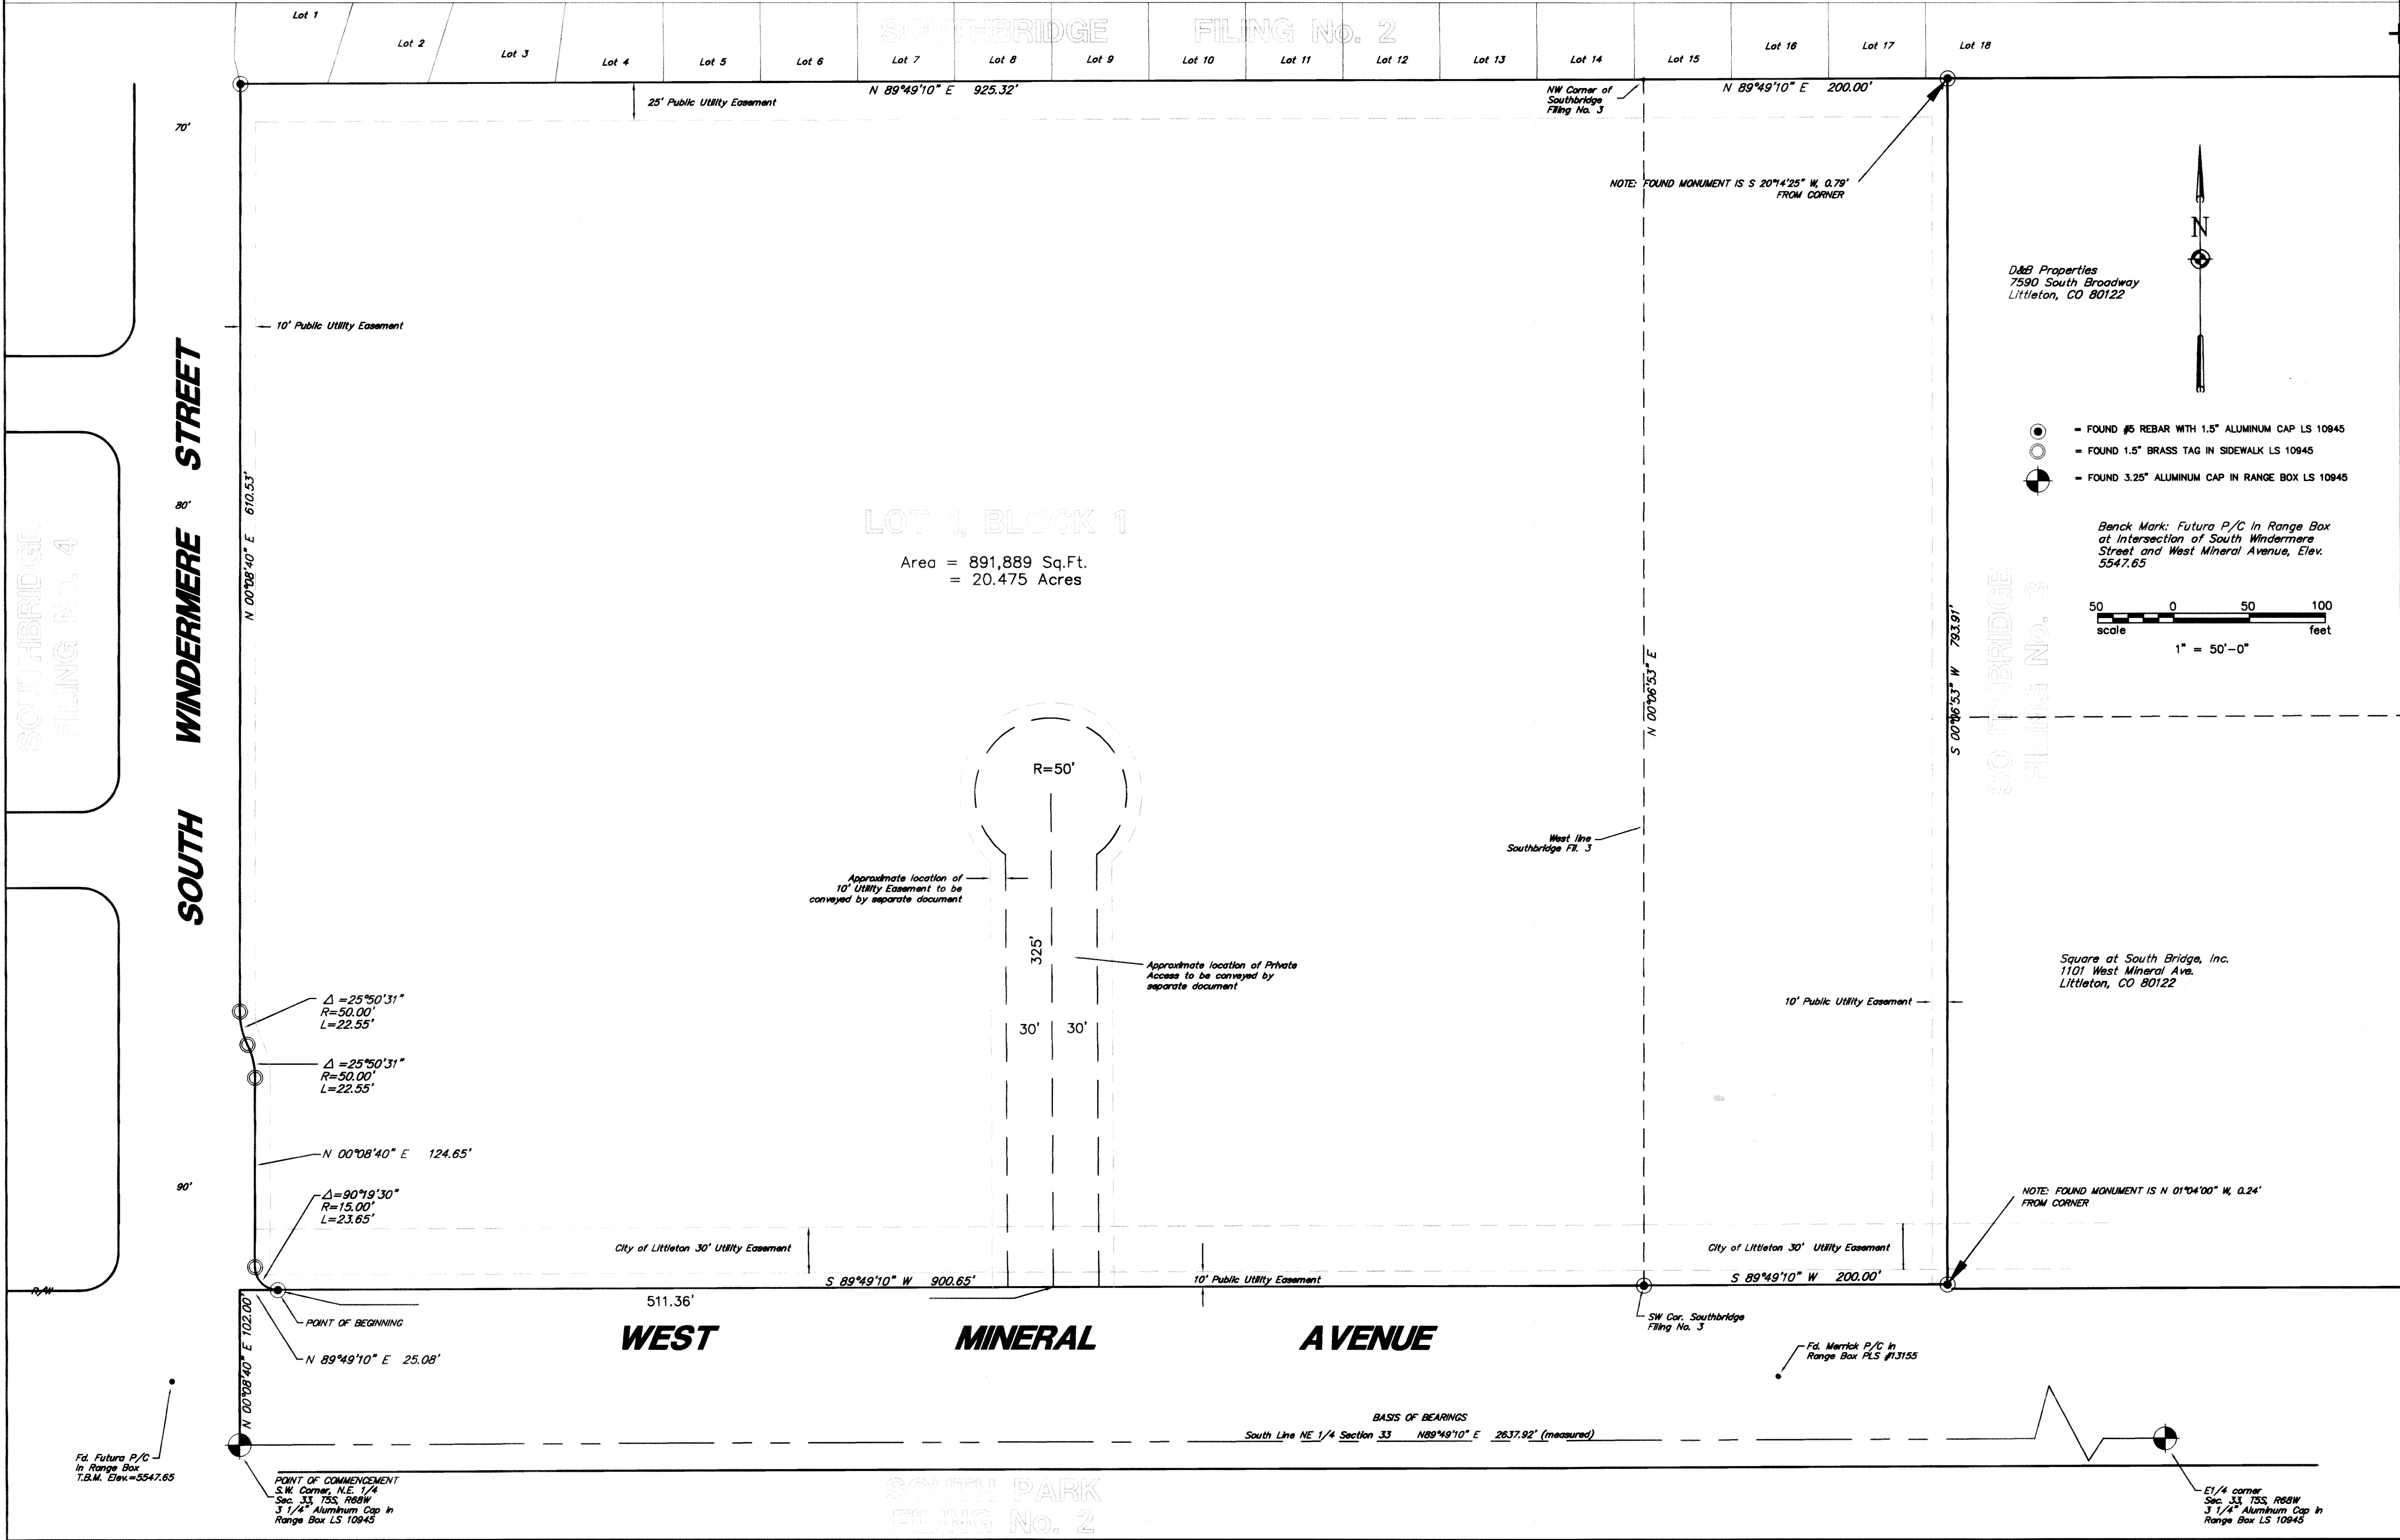 Lot 1
Lot 2
Lot 3
Lot 4
Lot 5
Lot 6
Lot 7
Lot 8
Lot 9
Lot 10
Lot 11
Lot 12
Lot 13
Lot 14
Lot 15
Lot 16
Lot 17
Lot 18
SOUTHBRIDGE FILING No. 2
N 89°49'10" E 925.32'
25' Public Utility Easement
NW Corner of
Southbridge
Filing No. 3
N 89°49'10" E 200.00'
70'
NOTE: FOUND MONUMENT IS S 20°14'25" W, 0.79'
FROM CORNER
N
D&B Properties
7590 South Broadway
Littleton, CO 80122
10' Public Utility Easement
= FOUND #5 REBAR WITH 1.5" ALUMINUM CAP LS 10945
= FOUND 1.5" BRASS TAG IN SIDEWALK LS 10945
= FOUND 3.25" ALUMINUM CAP IN RANGE BOX LS 10945
Benck Mark: Futura P/C In Range Box
at Intersection of South Windermere
Street and West Mineral Avenue, Elev.
5547.65
50 0 50 100
scale feet
1" = 50'-0"
SOUTH WINDERMERE STREET
80'
N 00°08'40" E 610.53'
SOUTHBRIDGE
FILING No. 4
LOT 1, BLOCK 1
Area = 891,889 Sq.Ft.
= 20.475 Acres
N 00°06'53" E
S 00°06'53" W 793.91'
SOUTHBRIDGE
FILING No. 3
R=50'
West line
Southbridge Fil. 3
Approximate location of
10' Utility Easement to be
conveyed by separate document
325'
Approximate location of Private
Access to be conveyed by
separate document
30' 30'
Square at South Bridge, Inc.
1101 West Mineral Ave.
Littleton, CO 80122
10' Public Utility Easement
Δ =25°50'31"
R=50.00'
L=22.55'
Δ =25°50'31"
R=50.00'
L=22.55'
N 00°08'40" E 124.65'
90'
Δ=90°19'30"
R=15.00'
L=23.65'
NOTE: FOUND MONUMENT IS N 01°04'00" W, 0.24'
FROM CORNER
City of Littleton 30' Utility Easement
City of Littleton 30' Utility Easement
S 89°49'10" W 900.65'
10' Public Utility Easement
S 89°49'10" W 200.00'
R/W
511.36'
POINT OF BEGINNING
N 89°49'10" E 25.08'
N 00°08'40" E 102.00'
WEST MINERAL AVENUE
SW Cor. Southbridge
Filing No. 3
Fd. Merrick P/C in
Range Box PLS #13155
BASIS OF BEARINGS
South Line NE 1/4 Section 33 N89°49'10" E 2637.92' (measured)
Fd. Futura P/C
In Range Box
T.B.M. Elev.=5547.65
POINT OF COMMENCEMENT
S.W. Corner, N.E. 1/4
Sec. 33, T5S, R68W
3 1/4" Aluminum Cap in
Range Box LS 10945
SOUTH PARK
FILING No. 2
E1/4 corner
Sec. 33, T5S, R68W
3 1/4" Aluminum Cap in
Range Box LS 10945